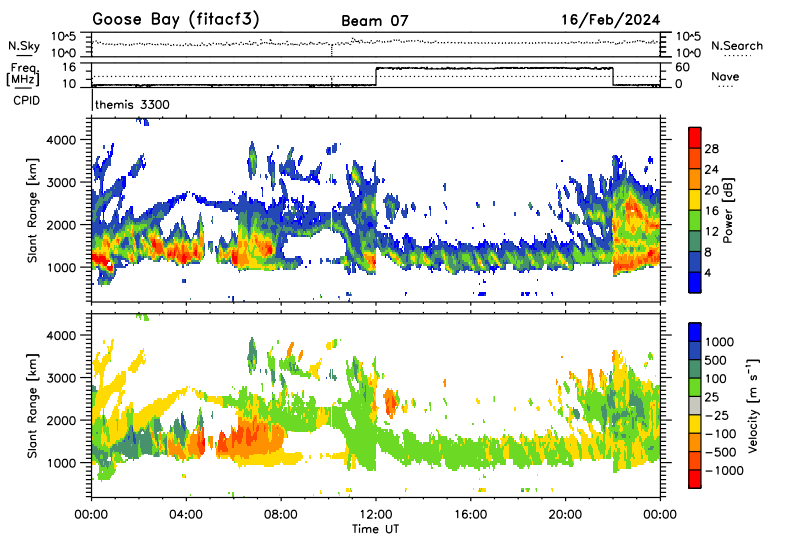 Goose Bay (fitacf3) Beam 07 16/Feb/2024
N.Sky 10^5 10^0 10^5 10^0 N.Search
Freq. [MHz] 16 10 60 0 Nave
CPID themis 3300
Slant Range [km] 4000 3000 2000 1000
Power [dB] 28 24 20 16 12 8 4
Slant Range [km] 4000 3000 2000 1000
Velocity [m s⁻¹] 1000 500 100 25 −25 −100 −500 −1000
00:00 04:00 08:00 12:00 16:00 20:00 00:00
Time UT